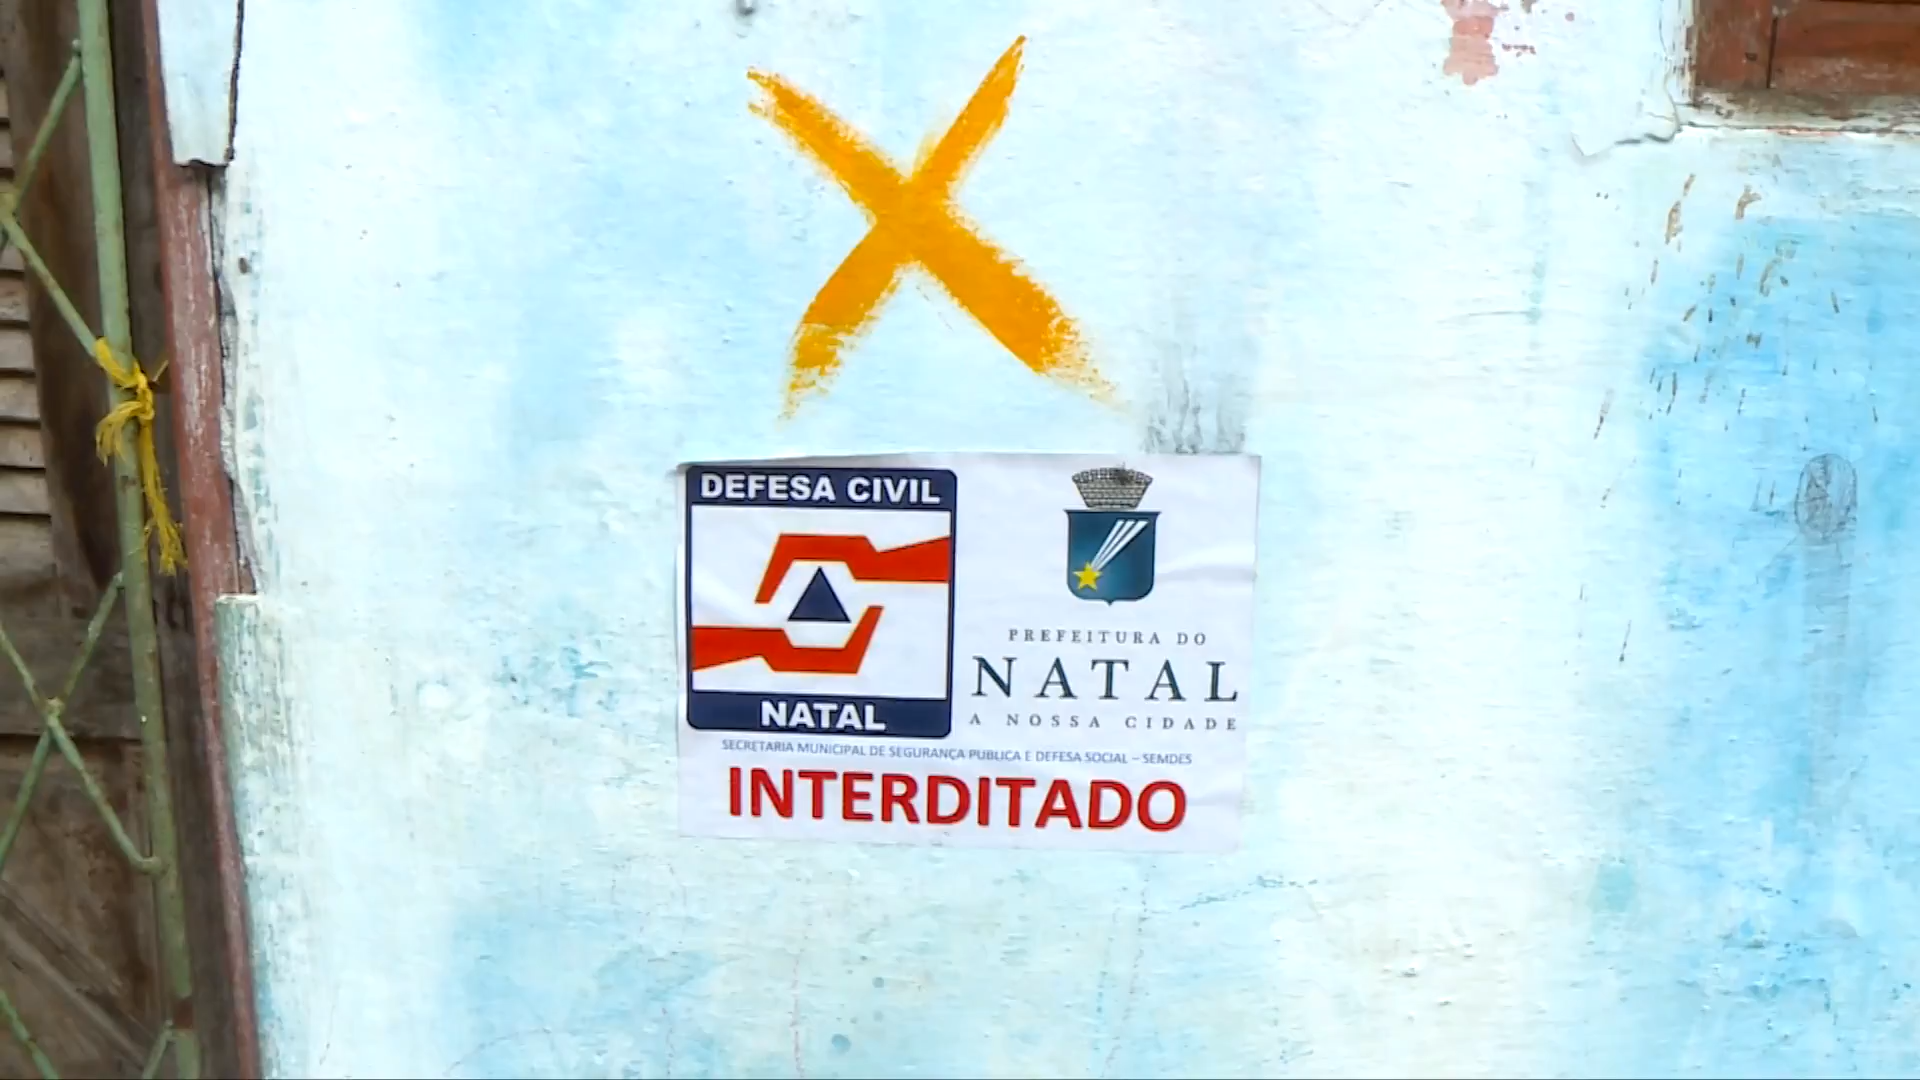 DEFESA CIVIL
NATAL
PREFEITURA DO
NATAL
A NOSSA CIDADE
SECRETARIA MUNICIPAL DE SEGURANÇA PUBLICA E DEFESA SOCIAL – SEMDES
INTERDITADO